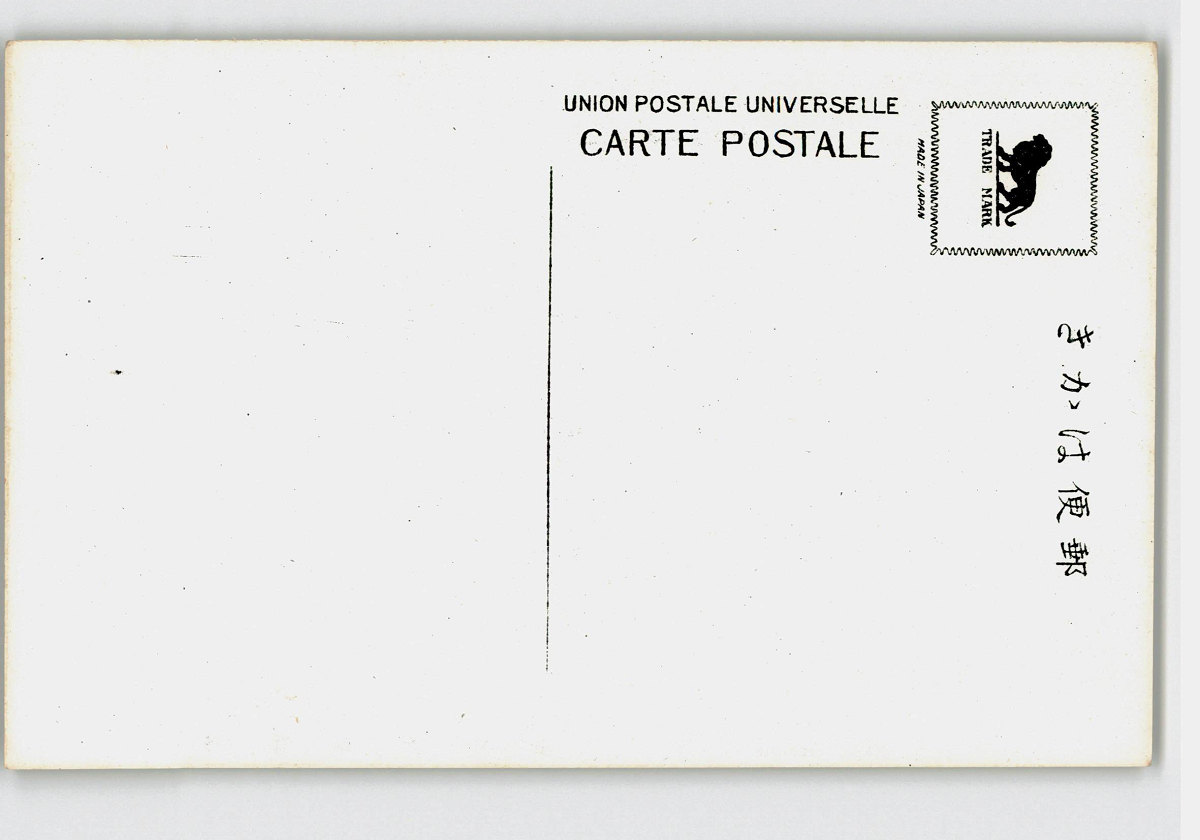 UNION POSTALE UNIVERSELLE
CARTE POSTALE
MADE IN JAPAN
TRADE MARK
郵便はがき